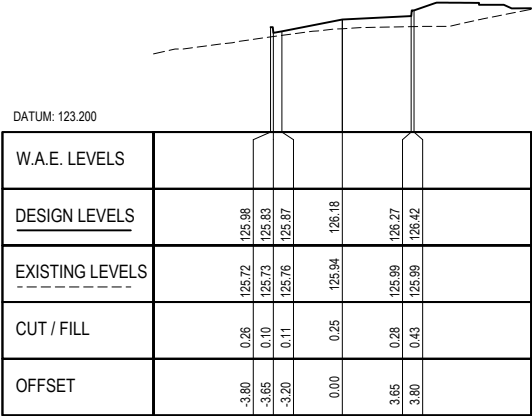 DATUM: 123.200
W.A.E. LEVELS
DESIGN LEVELS 125.98 125.83 125.87 126.18 126.27 126.42
EXISTING LEVELS 125.72 125.73 125.76 125.94 125.99 125.99
CUT / FILL 0.26 0.10 0.11 0.25 0.28 0.43
OFFSET -3.80 -3.65 -3.20 0.00 3.65 3.80